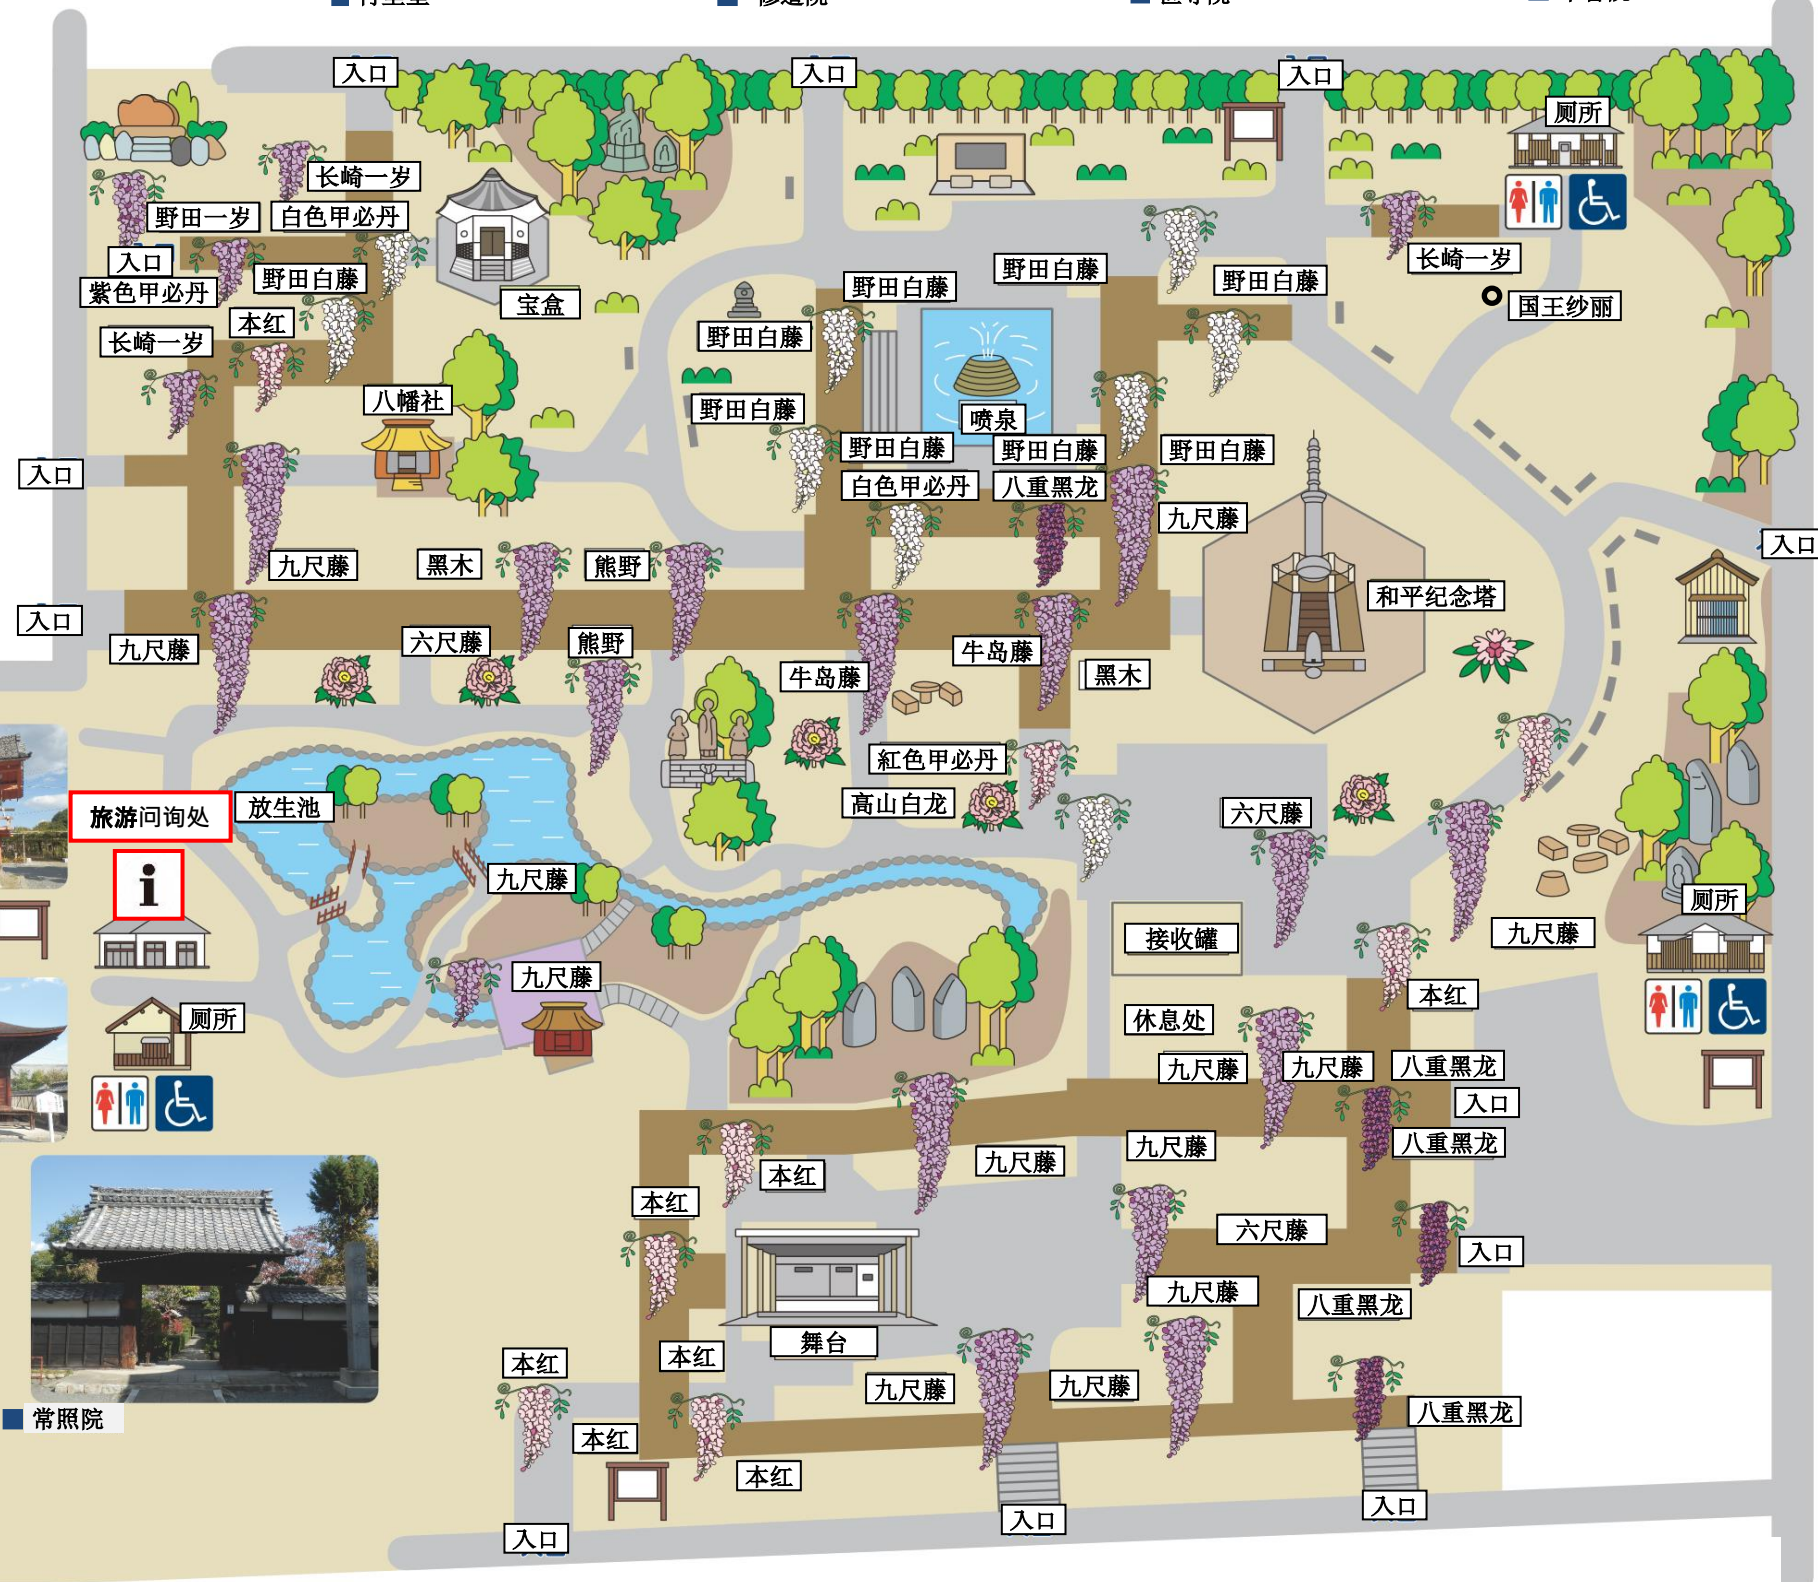 入口
入口
入口
厕所
长崎一岁
野田一岁
白色甲必丹
入口
紫色甲必丹
野田白藤
宝盒
野田白藤
野田白藤
野田白藤
长崎一岁
国王纱丽
本红
长崎一岁
野田白藤
八幡社
野田白藤
喷泉
野田白藤
野田白藤
野田白藤
入口
白色甲必丹
八重黑龙
九尺藤
入口
九尺藤
黑木
熊野
和平纪念塔
入口
九尺藤
六尺藤
熊野
牛岛藤
牛岛藤
黑木
紅色甲必丹
旅游问询处
放生池
高山白龙
六尺藤
i
九尺藤
厕所
九尺藤
接收罐
九尺藤
本红
厕所
休息处
九尺藤
九尺藤
八重黑龙
入口
九尺藤
九尺藤
八重黑龙
本红
本红
六尺藤
入口
九尺藤
八重黑龙
舞台
本红
本红
九尺藤
九尺藤
八重黑龙
常照院
本红
本红
入口
入口
入口